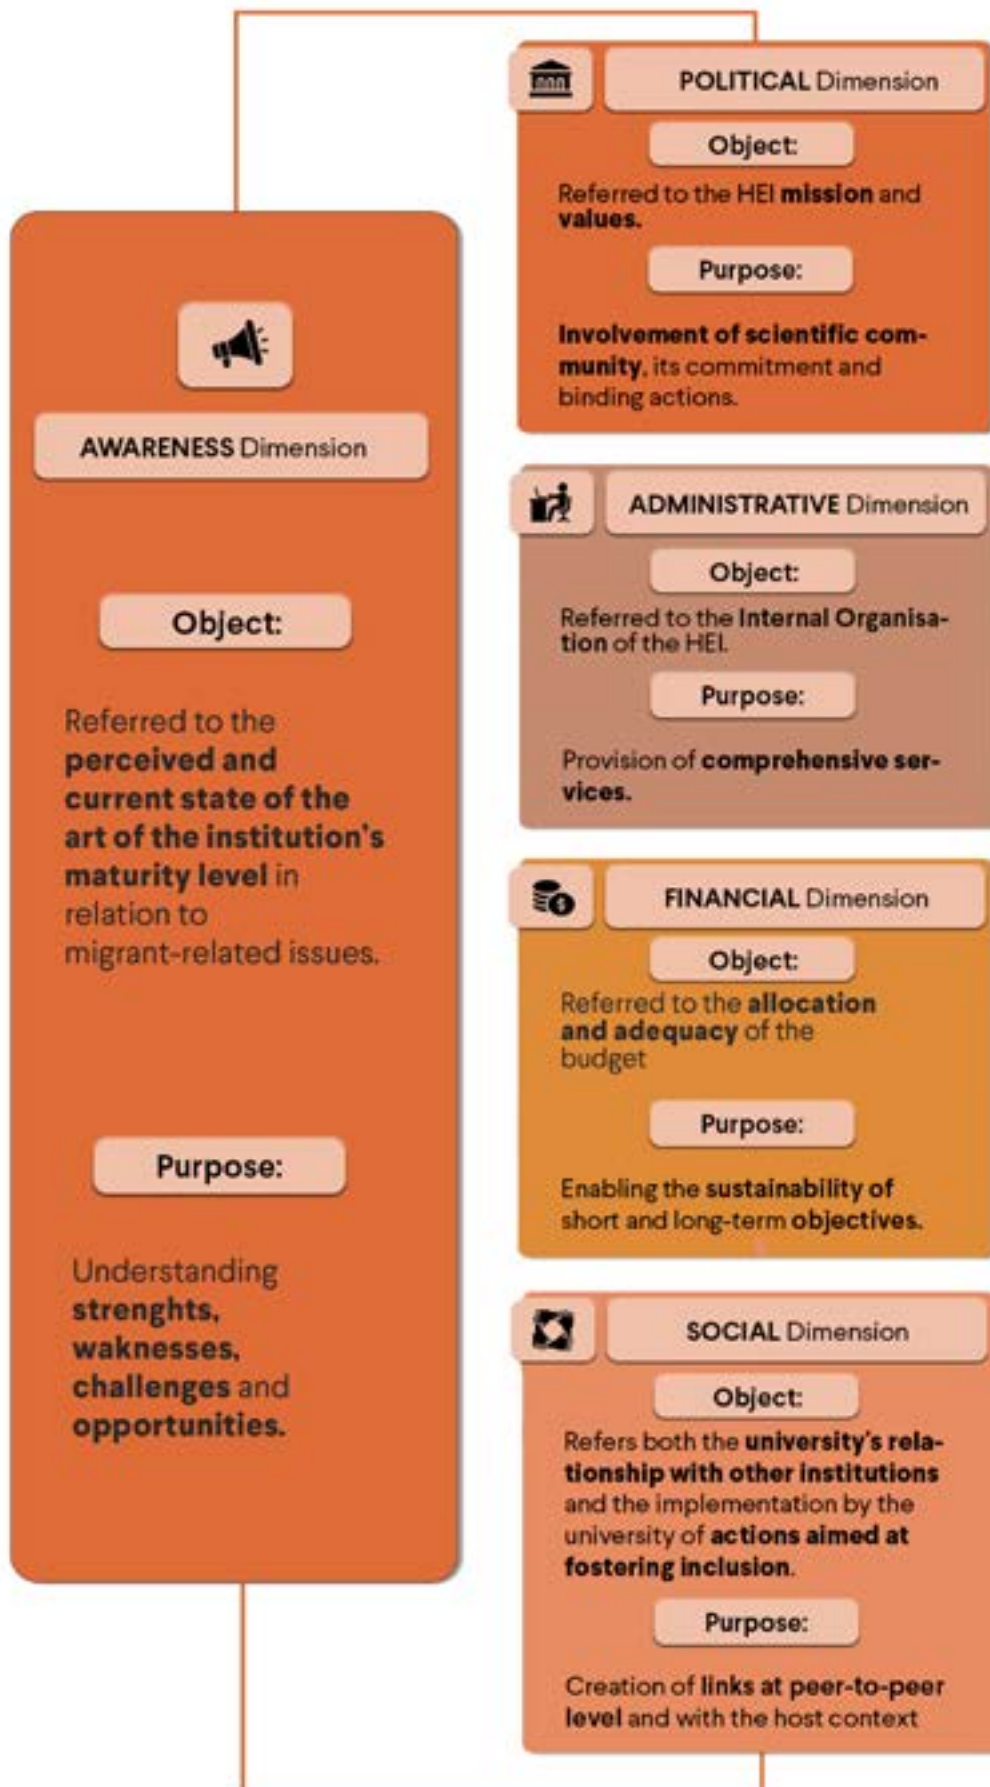 AWARENESS Dimension
Object:
Referred to the
perceived and
current state of the
art of the institution's
maturity level in
relation to
migrant-related issues.
Purpose:
Understanding
strenghts,
waknesses,
challenges and
opportunities.
POLITICAL Dimension
Object:
Referred to the HEI mission and
values.
Purpose:
Involvement of scientific com-
munity, its commitment and
binding actions.
ADMINISTRATIVE Dimension
Object:
Referred to the Internal Organisa-
tion of the HEI.
Purpose:
Provision of comprehensive ser-
vices.
FINANCIAL Dimension
Object:
Referred to the allocation
and adequacy of the
budget
Purpose:
Enabling the sustainability of
short and long-term objectives.
SOCIAL Dimension
Object:
Refers both the university's rela-
tionship with other institutions
and the implementation by the
university of actions aimed at
fostering inclusion.
Purpose:
Creation of links at peer-to-peer
level and with the host context